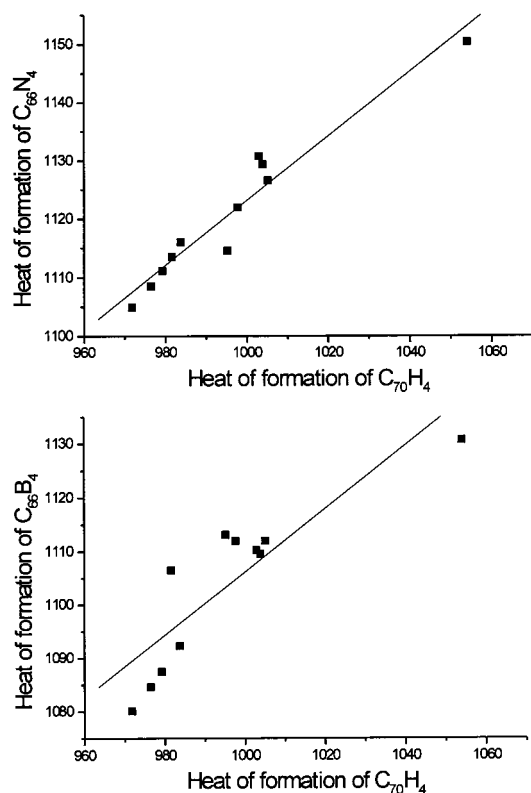 Heat of formation of C₆₆N₄
1150
1140
1130
1120
1110
1100
960 980 1000 1020 1040 1060
Heat of formation of C₇₀H₄
Heat of formation of C₆₆B₄
1130
1120
1110
1100
1090
1080
960 980 1000 1020 1040 1060
Heat of formation of C₇₀H₄